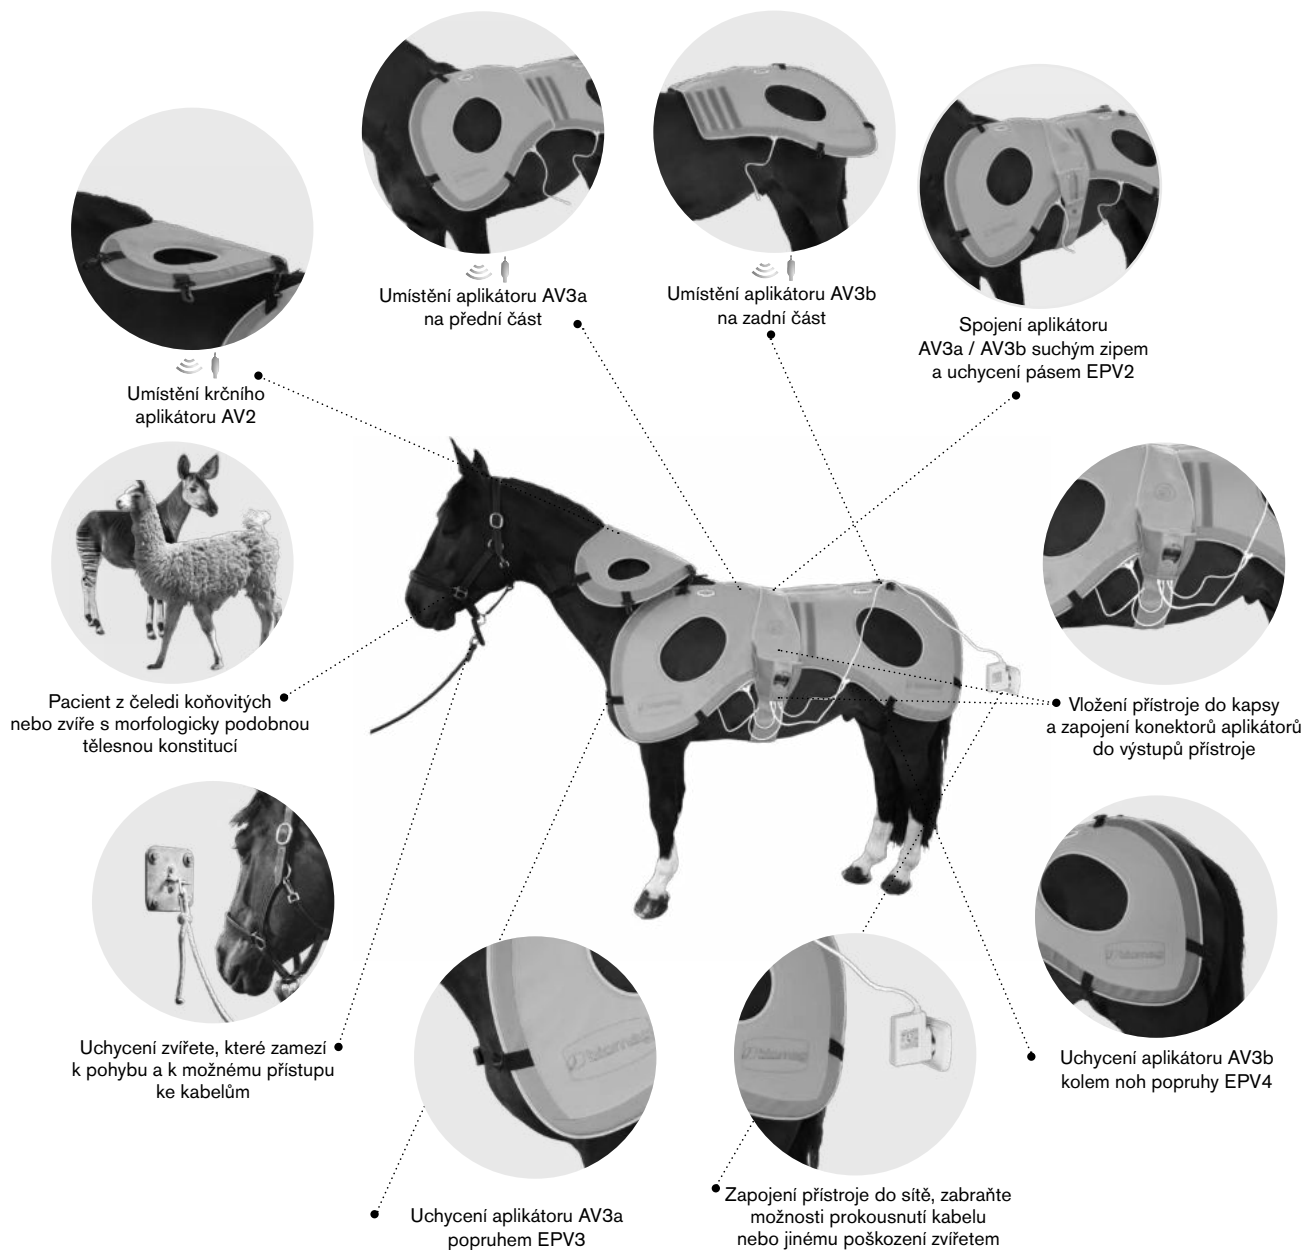 Umístění aplikátoru AV3a
na přední část
Umístění aplikátoru AV3b
na zadní část
Spojení aplikátoru
AV3a / AV3b suchým zipem
a uchycení pásem EPV2
Umístění krčního
aplikátoru AV2
Pacient z čeledi koňovitých
nebo zvíře s morfologicky podobnou
tělesnou konstitucí
Vložení přístroje do kapsy
a zapojení konektorů aplikátorů
do výstupů přístroje
Uchycení zvířete, které zamezí
k pohybu a k možnému přístupu
ke kabelům
biomag
biomag
biomag
Uchycení aplikátoru AV3b
kolem noh popruhy EPV4
Uchycení aplikátoru AV3a
popruhem EPV3
Zapojení přístroje do sítě, zabraňte
možnosti prokousnutí kabelu
nebo jinému poškození zvířetem